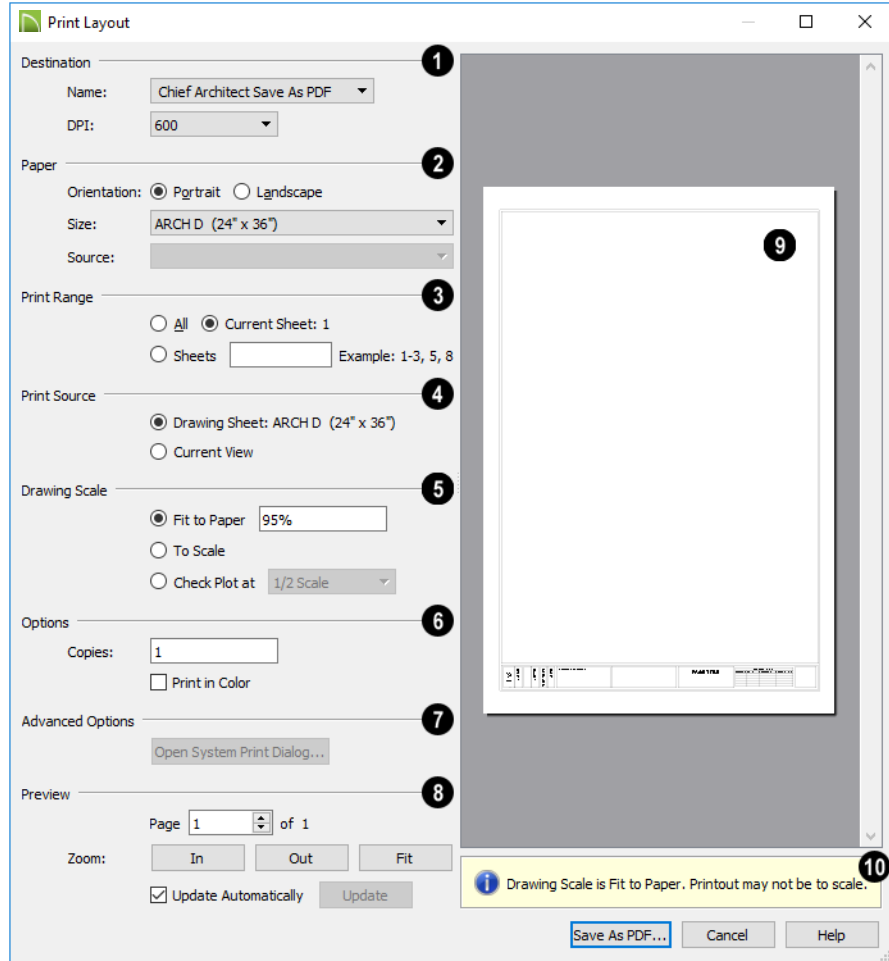 Print Layout
Destination 1
Name: Chief Architect Save As PDF
DPI: 600
Paper 2
Orientation: Portrait Landscape
Size: ARCH D (24" x 36")
Source:
Print Range 3
All Current Sheet: 1
Sheets Example: 1-3, 5, 8
Print Source 4
Drawing Sheet: ARCH D (24" x 36")
Current View
Drawing Scale 5
Fit to Paper 95%
To Scale
Check Plot at 1/2 Scale
Options 6
Copies: 1
Print in Color
Advanced Options 7
Open System Print Dialog...
Preview 8
Page 1 of 1
Zoom: In Out Fit
Update Automatically Update
9
10
Drawing Scale is Fit to Paper. Printout may not be to scale.
Save As PDF... Cancel Help